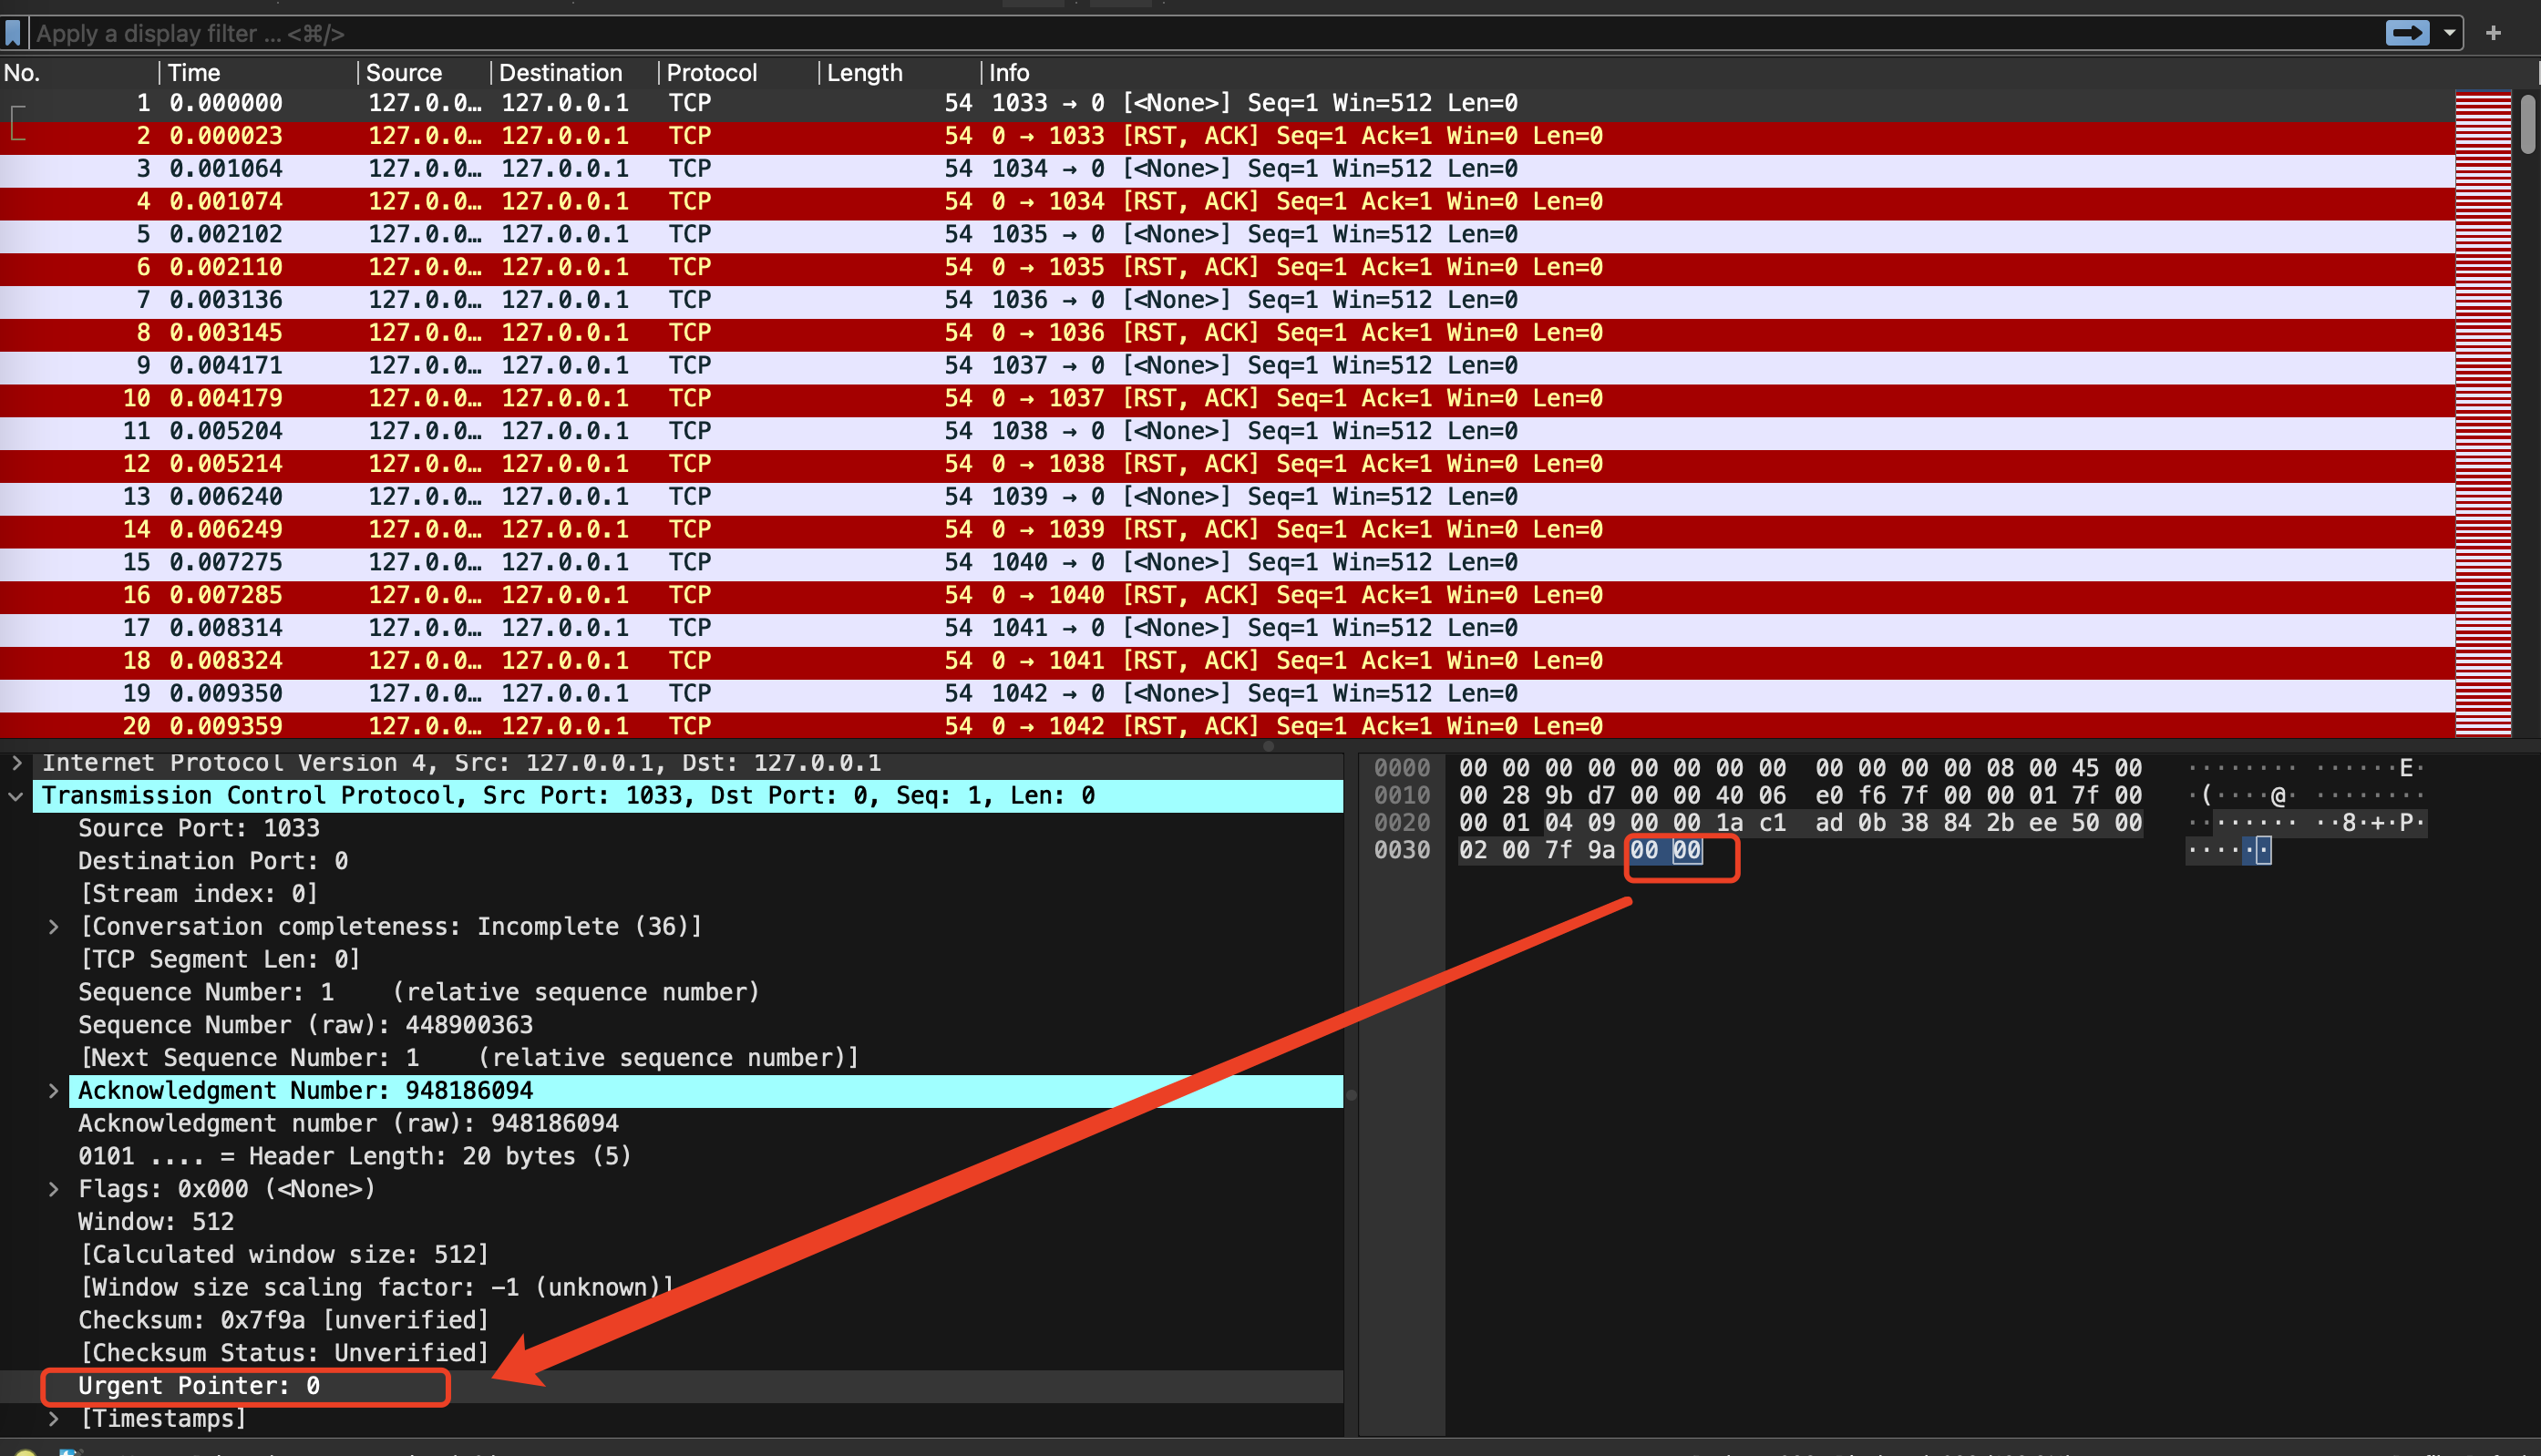 Apply a display filter ... <⌘/>
No. Time Source Destination Protocol Length Info
1 0.000000 127.0.0… 127.0.0.1 TCP 54 1033 → 0 [<None>] Seq=1 Win=512 Len=0
2 0.000023 127.0.0… 127.0.0.1 TCP 54 0 → 1033 [RST, ACK] Seq=1 Ack=1 Win=0 Len=0
3 0.001064 127.0.0… 127.0.0.1 TCP 54 1034 → 0 [<None>] Seq=1 Win=512 Len=0
4 0.001074 127.0.0… 127.0.0.1 TCP 54 0 → 1034 [RST, ACK] Seq=1 Ack=1 Win=0 Len=0
5 0.002102 127.0.0… 127.0.0.1 TCP 54 1035 → 0 [<None>] Seq=1 Win=512 Len=0
6 0.002110 127.0.0… 127.0.0.1 TCP 54 0 → 1035 [RST, ACK] Seq=1 Ack=1 Win=0 Len=0
7 0.003136 127.0.0… 127.0.0.1 TCP 54 1036 → 0 [<None>] Seq=1 Win=512 Len=0
8 0.003145 127.0.0… 127.0.0.1 TCP 54 0 → 1036 [RST, ACK] Seq=1 Ack=1 Win=0 Len=0
9 0.004171 127.0.0… 127.0.0.1 TCP 54 1037 → 0 [<None>] Seq=1 Win=512 Len=0
10 0.004179 127.0.0… 127.0.0.1 TCP 54 0 → 1037 [RST, ACK] Seq=1 Ack=1 Win=0 Len=0
11 0.005204 127.0.0… 127.0.0.1 TCP 54 1038 → 0 [<None>] Seq=1 Win=512 Len=0
12 0.005214 127.0.0… 127.0.0.1 TCP 54 0 → 1038 [RST, ACK] Seq=1 Ack=1 Win=0 Len=0
13 0.006240 127.0.0… 127.0.0.1 TCP 54 1039 → 0 [<None>] Seq=1 Win=512 Len=0
14 0.006249 127.0.0… 127.0.0.1 TCP 54 0 → 1039 [RST, ACK] Seq=1 Ack=1 Win=0 Len=0
15 0.007275 127.0.0… 127.0.0.1 TCP 54 1040 → 0 [<None>] Seq=1 Win=512 Len=0
16 0.007285 127.0.0… 127.0.0.1 TCP 54 0 → 1040 [RST, ACK] Seq=1 Ack=1 Win=0 Len=0
17 0.008314 127.0.0… 127.0.0.1 TCP 54 1041 → 0 [<None>] Seq=1 Win=512 Len=0
18 0.008324 127.0.0… 127.0.0.1 TCP 54 0 → 1041 [RST, ACK] Seq=1 Ack=1 Win=0 Len=0
19 0.009350 127.0.0… 127.0.0.1 TCP 54 1042 → 0 [<None>] Seq=1 Win=512 Len=0
20 0.009359 127.0.0… 127.0.0.1 TCP 54 0 → 1042 [RST, ACK] Seq=1 Ack=1 Win=0 Len=0
Internet Protocol Version 4, Src: 127.0.0.1, Dst: 127.0.0.1
Transmission Control Protocol, Src Port: 1033, Dst Port: 0, Seq: 1, Len: 0
Source Port: 1033
Destination Port: 0
[Stream index: 0]
[Conversation completeness: Incomplete (36)]
[TCP Segment Len: 0]
Sequence Number: 1 (relative sequence number)
Sequence Number (raw): 448900363
[Next Sequence Number: 1 (relative sequence number)]
Acknowledgment Number: 948186094
Acknowledgment number (raw): 948186094
0101 .... = Header Length: 20 bytes (5)
Flags: 0x000 (<None>)
Window: 512
[Calculated window size: 512]
[Window size scaling factor: -1 (unknown)]
Checksum: 0x7f9a [unverified]
[Checksum Status: Unverified]
Urgent Pointer: 0
[Timestamps]
0000 00 00 00 00 00 00 00 00 00 00 00 00 08 00 45 00 ········ ······E·
0010 00 28 9b d7 00 00 40 06 e0 f6 7f 00 00 01 7f 00 ·(····@· ········
0020 00 01 04 09 00 00 1a c1 ad 0b 38 84 2b ee 50 00 ········ ··8·+·P·
0030 02 00 7f 9a 00 00 ······